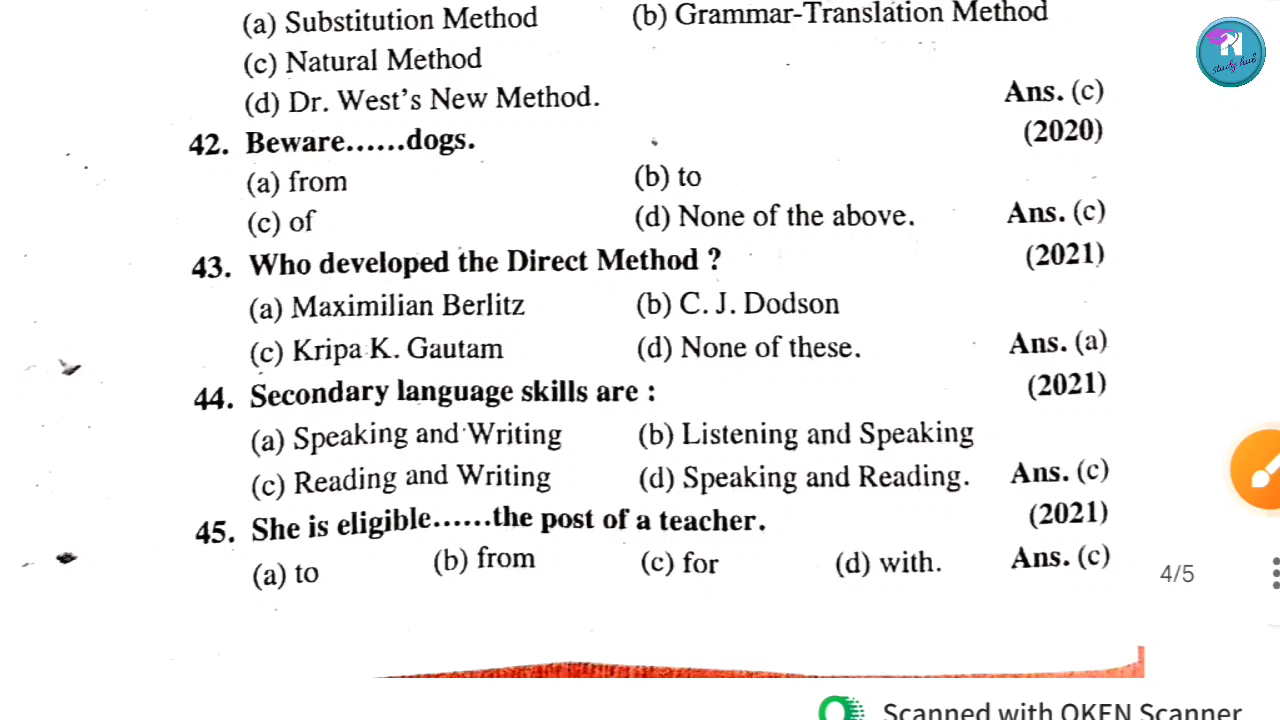 (a) Substitution Method (b) Grammar-Translation Method
(c) Natural Method
(d) Dr. West's New Method. Ans. (c)
42. Beware......dogs. (2020)
(a) from (b) to
(c) of (d) None of the above. Ans. (c)
43. Who developed the Direct Method ? (2021)
(a) Maximilian Berlitz (b) C. J. Dodson
(c) Kripa K. Gautam (d) None of these. Ans. (a)
44. Secondary language skills are : (2021)
(a) Speaking and Writing (b) Listening and Speaking
(c) Reading and Writing (d) Speaking and Reading. Ans. (c)
45. She is eligible......the post of a teacher. (2021)
(a) to (b) from (c) for (d) with. Ans. (c)
4/5
Scanned with OKEN Scanner
N
study hub